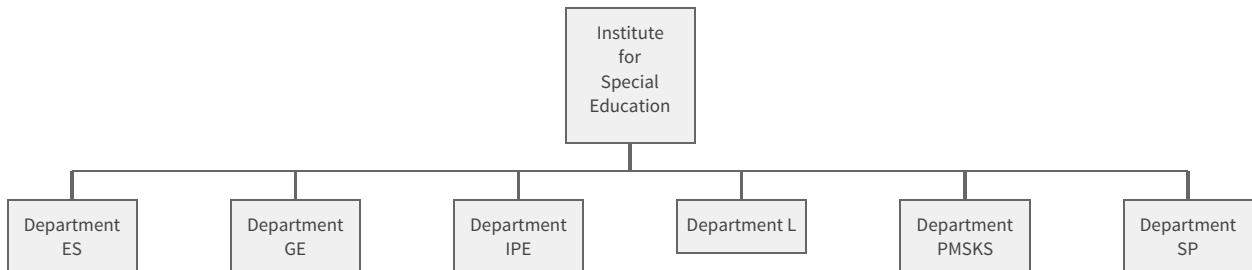 Institute
for
Special
Education
Department
ES
Department
GE
Department
IPE
Department L
Department
PMSKS
Department
SP